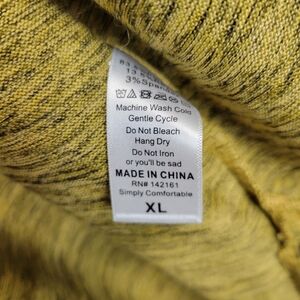 3% Spandex
Machine Wash Cold
Gentle Cycle
Do Not Bleach
Hang Dry
Do Not Iron
or you'll be sad
MADE IN CHINA
RN# 142161
Simply Comfortable
XL